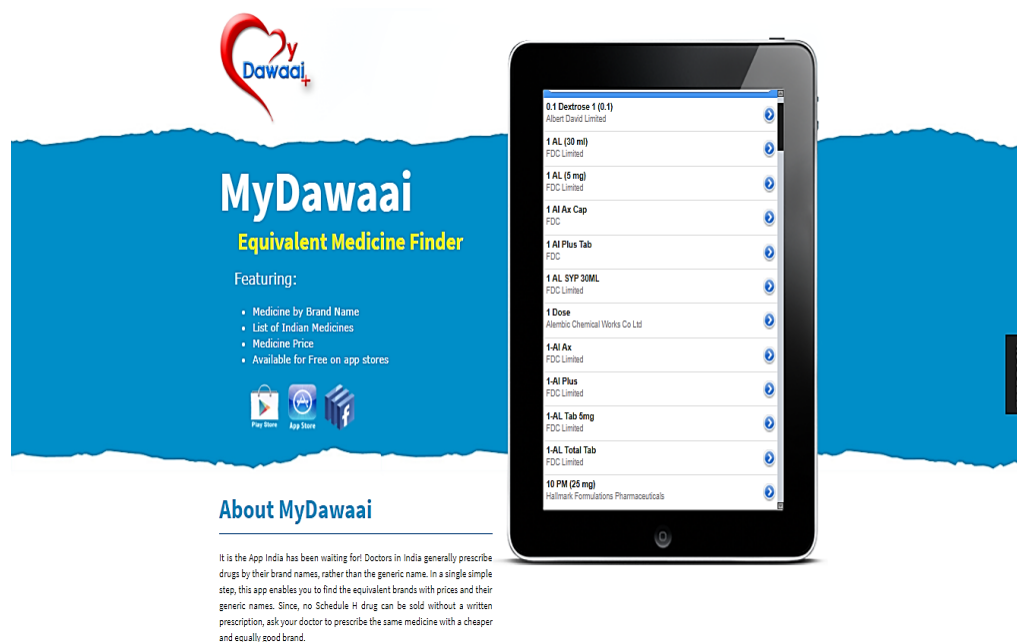 My
Dawaai
MyDawaai
Equivalent Medicine Finder
Featuring:
• Medicine by Brand Name
• List of Indian Medicines
• Medicine Price
• Available for Free on app stores
Play Store
App Store
f
About MyDawaai
It is the App India has been waiting for! Doctors in India generally prescribe
drugs by their brand names, rather than the generic name. In a single simple
step, this app enables you to find the equivalent brands with prices and their
generic names. Since, no Schedule H drug can be sold without a written
prescription, ask your doctor to prescribe the same medicine with a cheaper
and equally good brand.
0.1 Dextrose 1 (0.1)
Albert David Limited
1 AL (30 ml)
FDC Limited
1 AL (5 mg)
FDC Limited
1 Al Ax Cap
FDC
1 Al Plus Tab
FDC
1 AL SYP 30ML
FDC Limited
1 Dose
Alembic Chemical Works Co Ltd
1-Al Ax
FDC Limited
1-Al Plus
FDC Limited
1-AL Tab 5mg
FDC Limited
1-AL Total Tab
FDC Limited
10 PM (25 mg)
Hallmark Formulations Pharmaceuticals